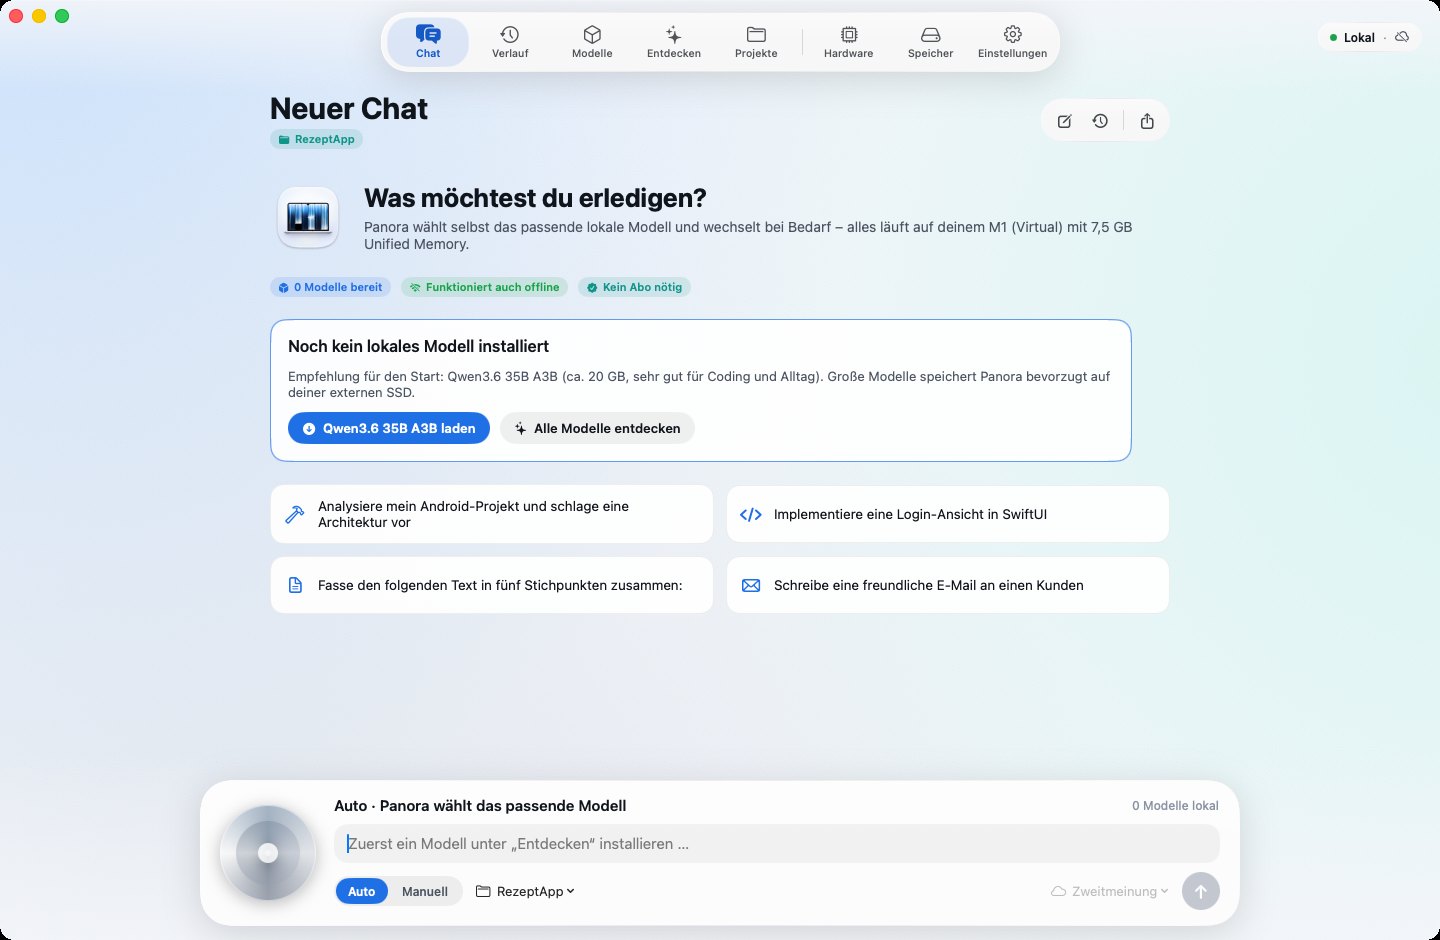 Chat
Verlauf
Modelle
Entdecken
Projekte
Hardware
Speicher
Einstellungen
Lokal ·
Neuer Chat
RezeptApp
Was möchtest du erledigen?
Panora wählt selbst das passende lokale Modell und wechselt bei Bedarf – alles läuft auf deinem M1 (Virtual) mit 7,5 GB
Unified Memory.
0 Modelle bereit
Funktioniert auch offline
Kein Abo nötig
Noch kein lokales Modell installiert
Empfehlung für den Start: Qwen3.6 35B A3B (ca. 20 GB, sehr gut für Coding und Alltag). Große Modelle speichert Panora bevorzugt auf
deiner externen SSD.
Qwen3.6 35B A3B laden
Alle Modelle entdecken
Analysiere mein Android-Projekt und schlage eine
Architektur vor
Implementiere eine Login-Ansicht in SwiftUI
Fasse den folgenden Text in fünf Stichpunkten zusammen:
Schreibe eine freundliche E-Mail an einen Kunden
Auto · Panora wählt das passende Modell
0 Modelle lokal
Zuerst ein Modell unter „Entdecken“ installieren ...
Auto
Manuell
RezeptApp
Zweitmeinung